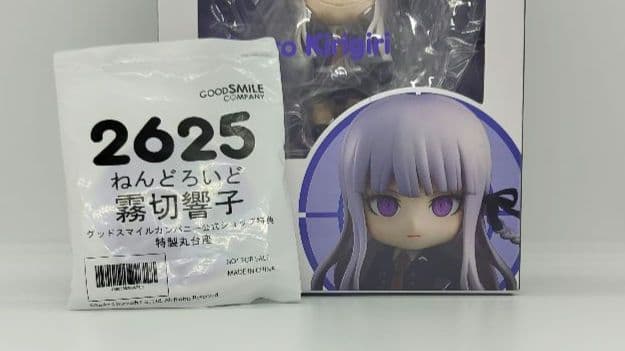 GOODSMILE
COMPANY
2625
ねんどろいど
霧切響子
グッドスマイルカンパニー公式ショップ特典
特製丸台座
NOT FOR SALE
MADE IN CHINA
Kirigiri